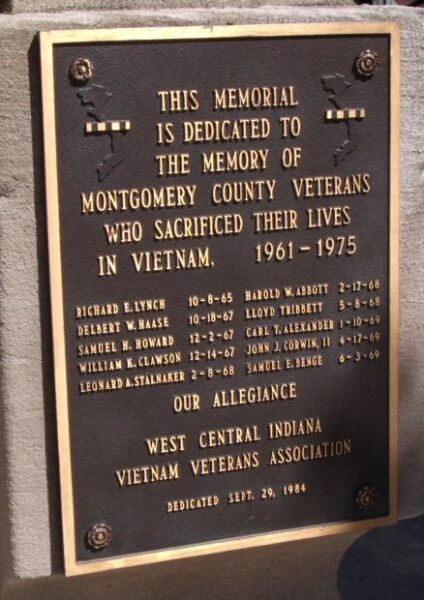 THIS MEMORIAL
IS DEDICATED TO
THE MEMORY OF
MONTGOMERY COUNTY VETERANS
WHO SACRIFICED THEIR LIVES
IN VIETNAM, 1961-1975
RICHARD E. LYNCH 10-8-65
DELBERT W. HAASE 10-18-67
SAMUEL H. HOWARD 12-2-67
WILLIAM K. CLAWSON 12-14-67
LEONARD A. STALNAKER 2-8-68
HAROLD W. ABBOTT 2-17-68
LLOYD TRIBBETT 5-8-68
CARL T. ALEXANDER 1-10-69
JOHN J. CORWIN, II 4-17-69
SAMUEL E. BENGE 6-3-69
OUR ALLEGIANCE
WEST CENTRAL INDIANA
VIETNAM VETERANS ASSOCIATION
DEDICATED SEPT. 29, 1984